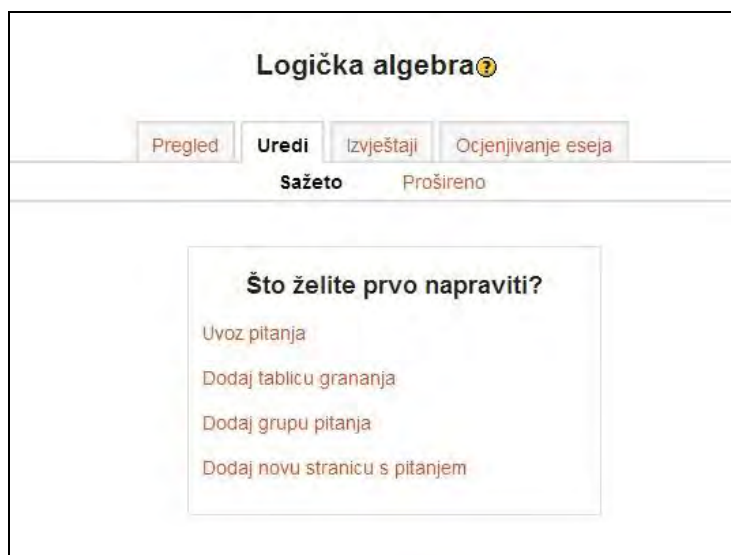 Logička algebra?
Pregled Uredi Izvještaji Ocjenjivanje eseja
Sažeto Prošireno
Što želite prvo napraviti?
Uvoz pitanja
Dodaj tablicu grananja
Dodaj grupu pitanja
Dodaj novu stranicu s pitanjem